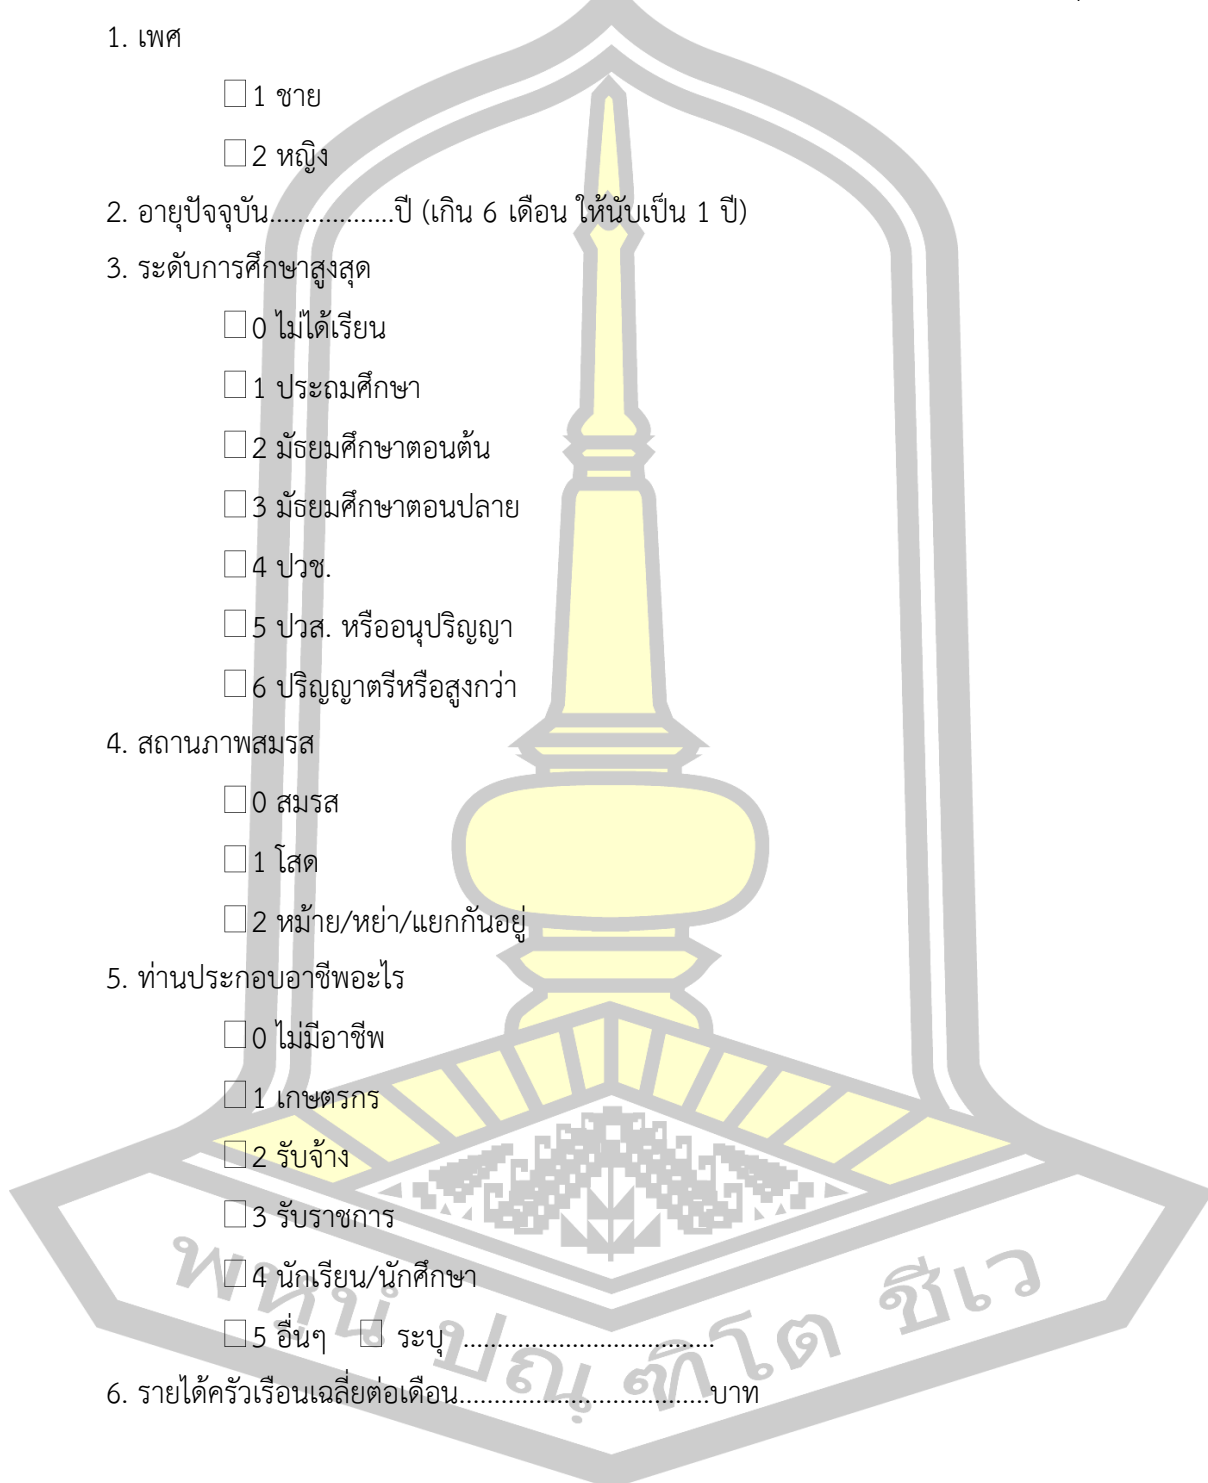 1. เพศ
☐1 ชาย
☐2 หญิง
2. อายุปัจจุบัน..................ปี (เกิน 6 เดือน ให้นับเป็น 1 ปี)
3. ระดับการศึกษาสูงสุด
☐0 ไม่ได้เรียน
☐1 ประถมศึกษา
☐2 มัธยมศึกษาตอนต้น
☐3 มัธยมศึกษาตอนปลาย
☐4 ปวช.
☐5 ปวส. หรืออนุปริญญา
☐6 ปริญญาตรีหรือสูงกว่า
4. สถานภาพสมรส
☐0 สมรส
☐1 โสด
☐2 หม้าย/หย่า/แยกกันอยู่
5. ท่านประกอบอาชีพอะไร
☐0 ไม่มีอาชีพ
☐1 เกษตรกร
☐2 รับจ้าง
☐3 รับราชการ
☐4 นักเรียน/นักศึกษา
☐5 อื่นๆ ☐ ระบุ ....................................
6. รายได้ครัวเรือนเฉลี่ยต่อเดือน....................................บาท
พหุนํ ปณฺฑิโต ชีเว